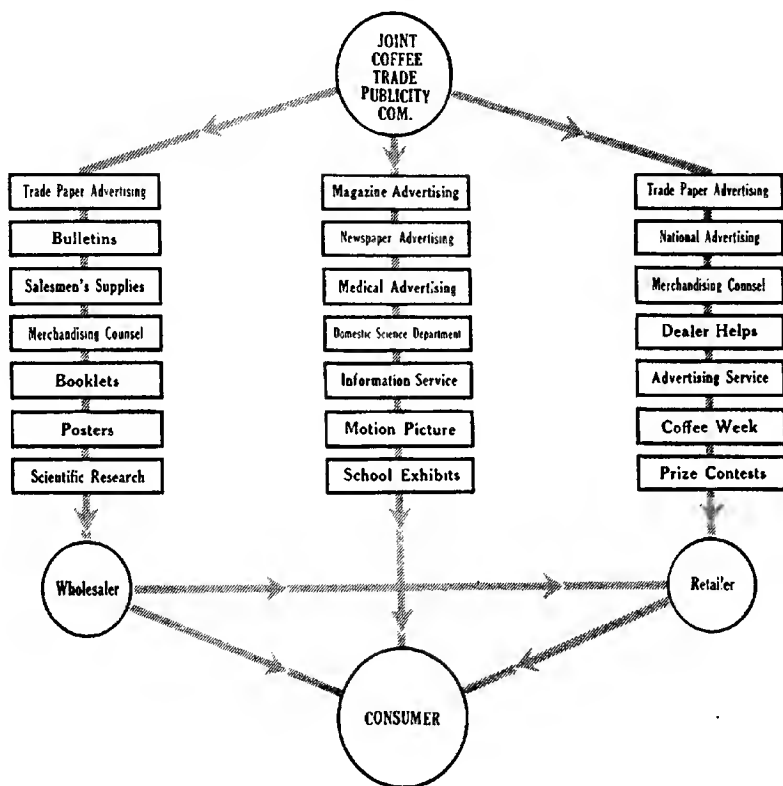 JOINT
COFFEE
TRADE
PUBLICITY
COM.
Trade Paper Advertising
Bulletins
Salesmen's Supplies
Merchandising Counsel
Booklets
Posters
Scientific Research
Wholesaler
Magazine Advertising
Newspaper Advertising
Medical Advertising
Domestic Science Department
Information Service
Motion Picture
School Exhibits
Trade Paper Advertising
National Advertising
Merchandising Counsel
Dealer Helps
Advertising Service
Coffee Week
Prize Contests
Retailer
CONSUMER